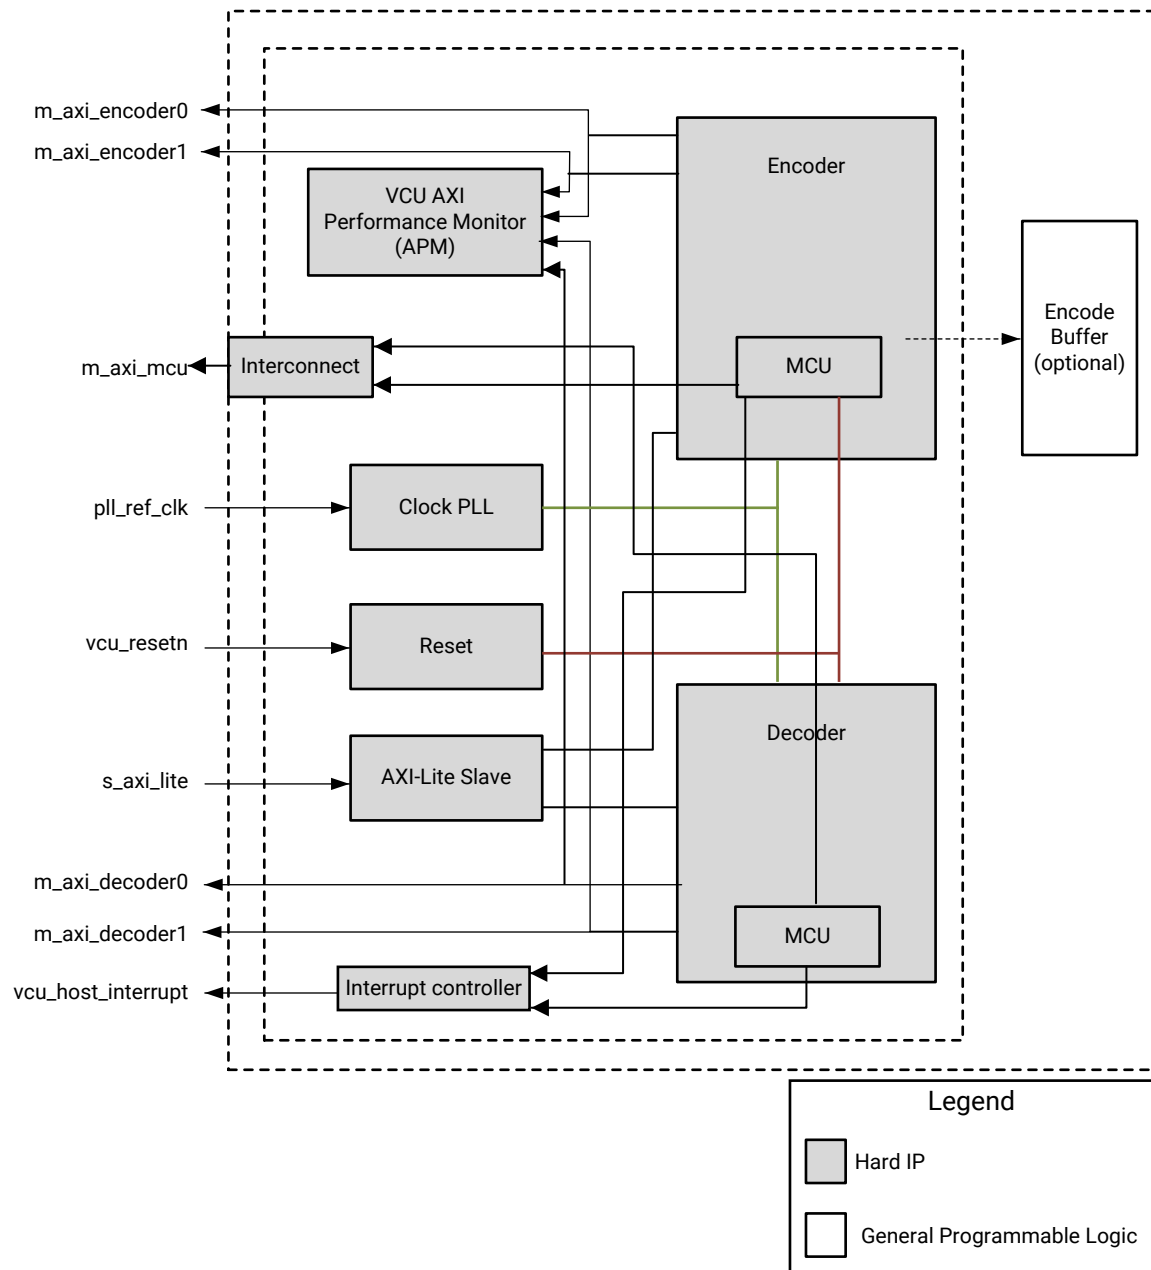 m_axi_encoder0
m_axi_encoder1
VCU AXI
Performance Monitor
(APM)
Encoder
Encode
Buffer
(optional)
m_axi_mcu
Interconnect
MCU
pll_ref_clk
Clock PLL
vcu_resetn
Reset
Decoder
s_axi_lite
AXI-Lite Slave
m_axi_decoder0
m_axi_decoder1
MCU
vcu_host_interrupt
Interrupt controller
Legend
Hard IP
General Programmable Logic